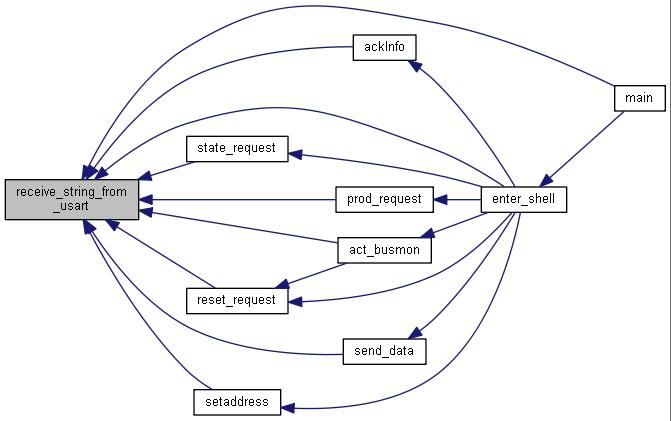 ackInfo
main
state_request
receive_string_from
_usart
prod_request
enter_shell
act_busmon
reset_request
send_data
setaddress